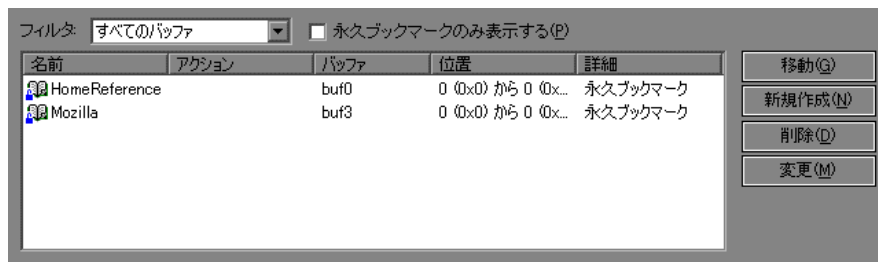 フィルタ: すべてのバッファ 永久ブックマークのみ表示する(P)
名前 アクション バッファ 位置 詳細
HomeReference buf0 0 (0x0) から 0 (0x... 永久ブックマーク
Mozilla buf3 0 (0x0) から 0 (0x... 永久ブックマーク
移動(G)
新規作成(N)
削除(D)
変更(M)